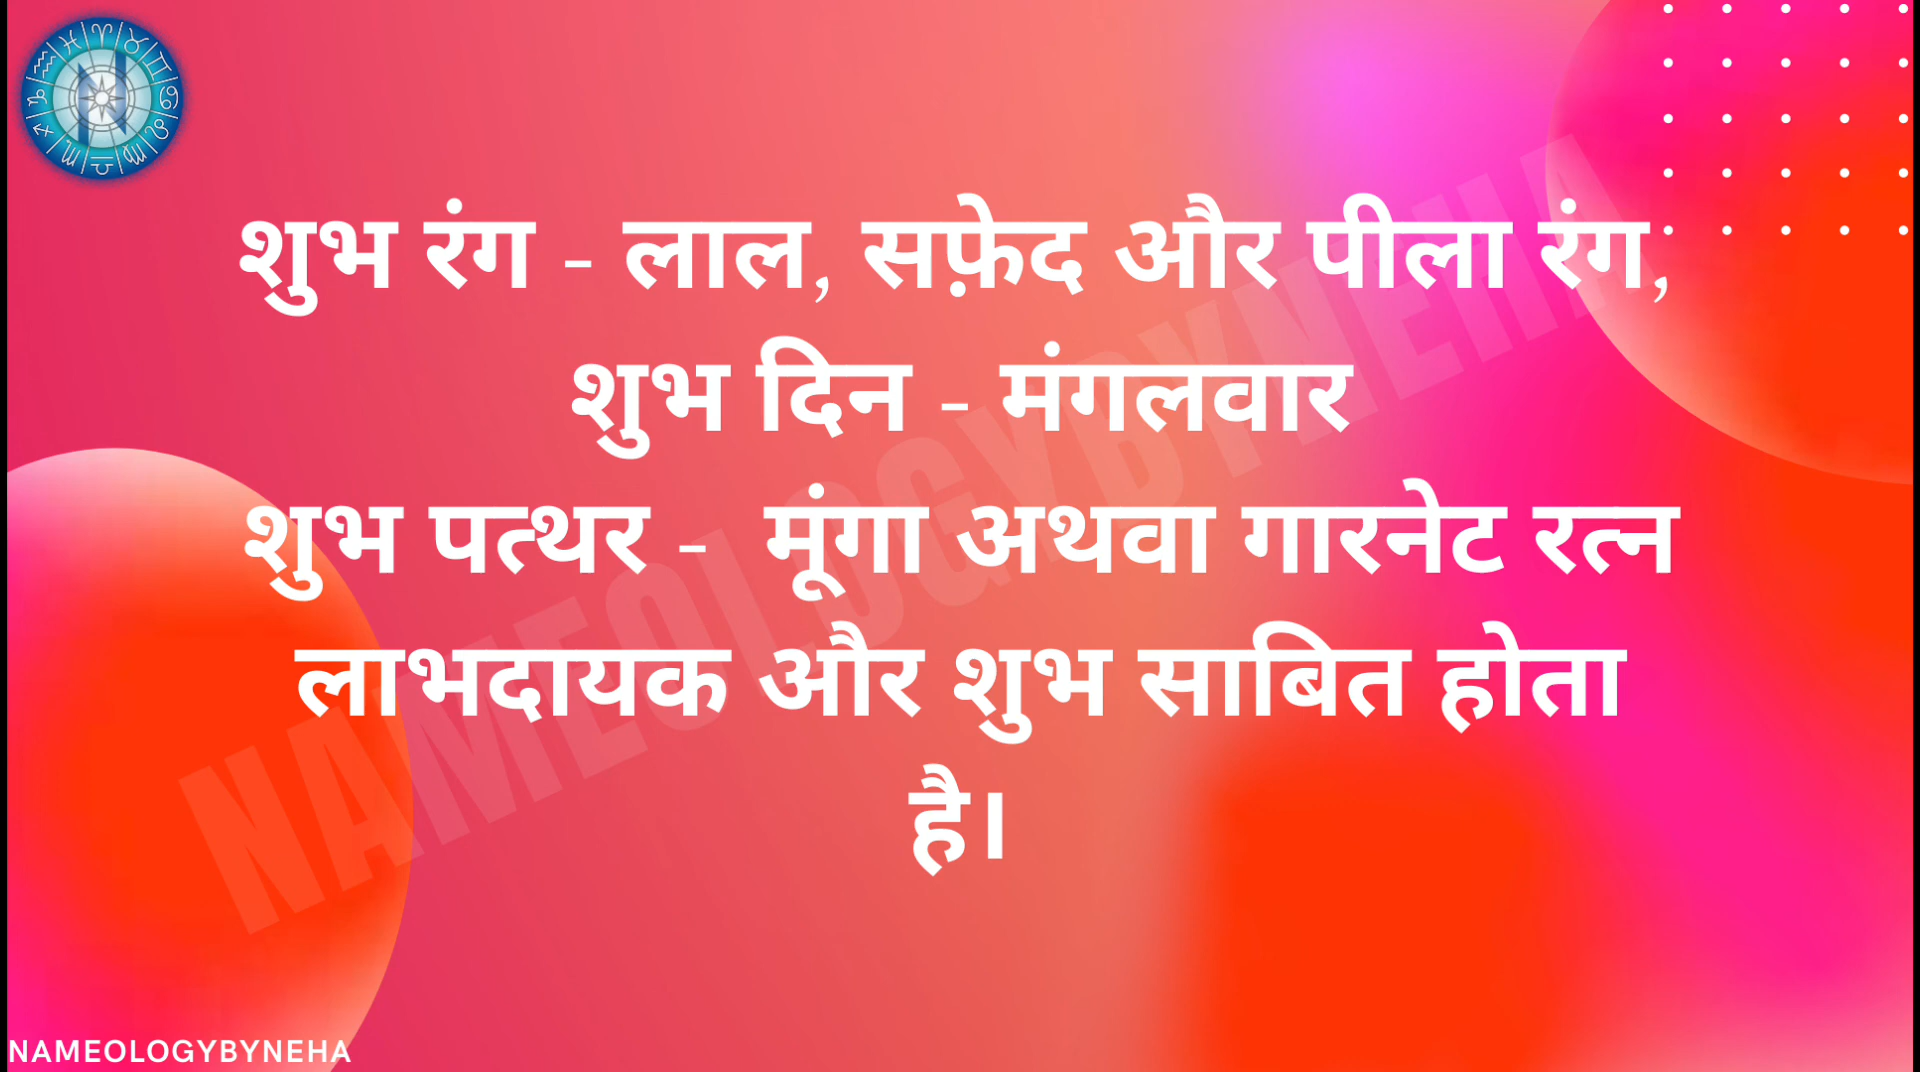 शुभ रंग - लाल, सफ़ेद और पीला रंग,
शुभ दिन - मंगलवार
शुभ पत्थर - मूंगा अथवा गारनेट रत्न
लाभदायक और शुभ साबित होता
है।
NAMEOLOGYBYNEHA
NAMEOLOGYBYNEHA